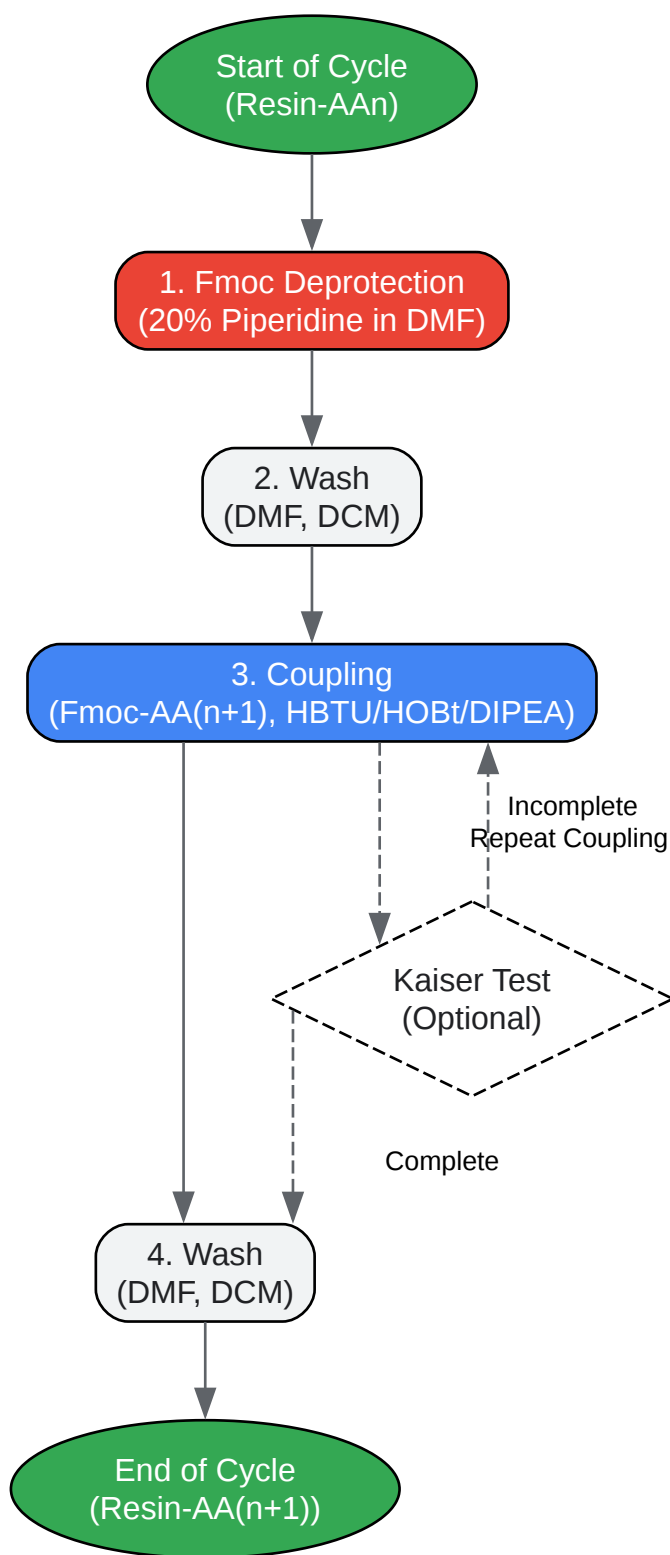 Start of Cycle
(Resin-AAn)
1. Fmoc Deprotection
(20% Piperidine in DMF)
2. Wash
(DMF, DCM)
3. Coupling
(Fmoc-AA(n+1), HBTU/HOBt/DIPEA)
Incomplete
Repeat Coupling
Kaiser Test
(Optional)
Complete
4. Wash
(DMF, DCM)
End of Cycle
(Resin-AA(n+1))